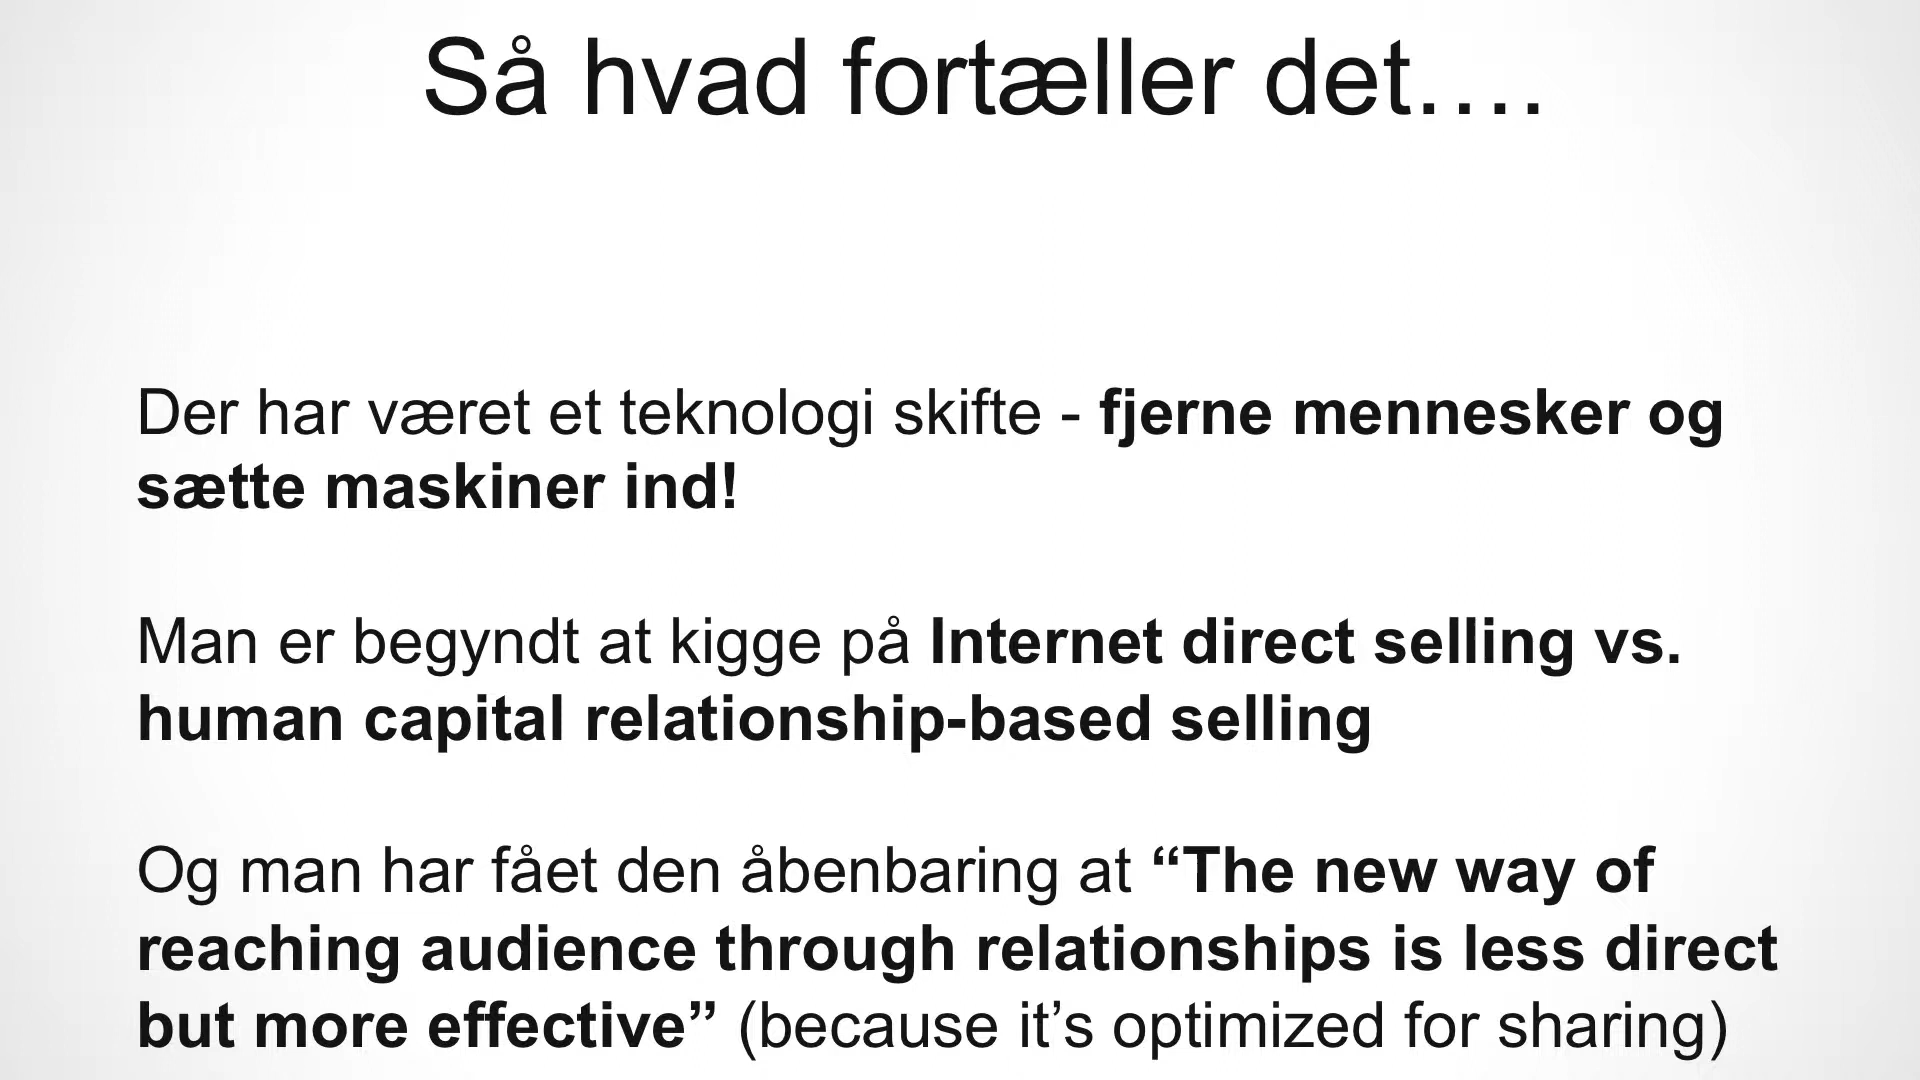 Så hvad fortæller det….
Der har været et teknologi skifte - fjerne mennesker og
sætte maskiner ind!
Man er begyndt at kigge på Internet direct selling vs.
human capital relationship-based selling
Og man har fået den åbenbaring at “The new way of
reaching audience through relationships is less direct
but more effective” (because it’s optimized for sharing)